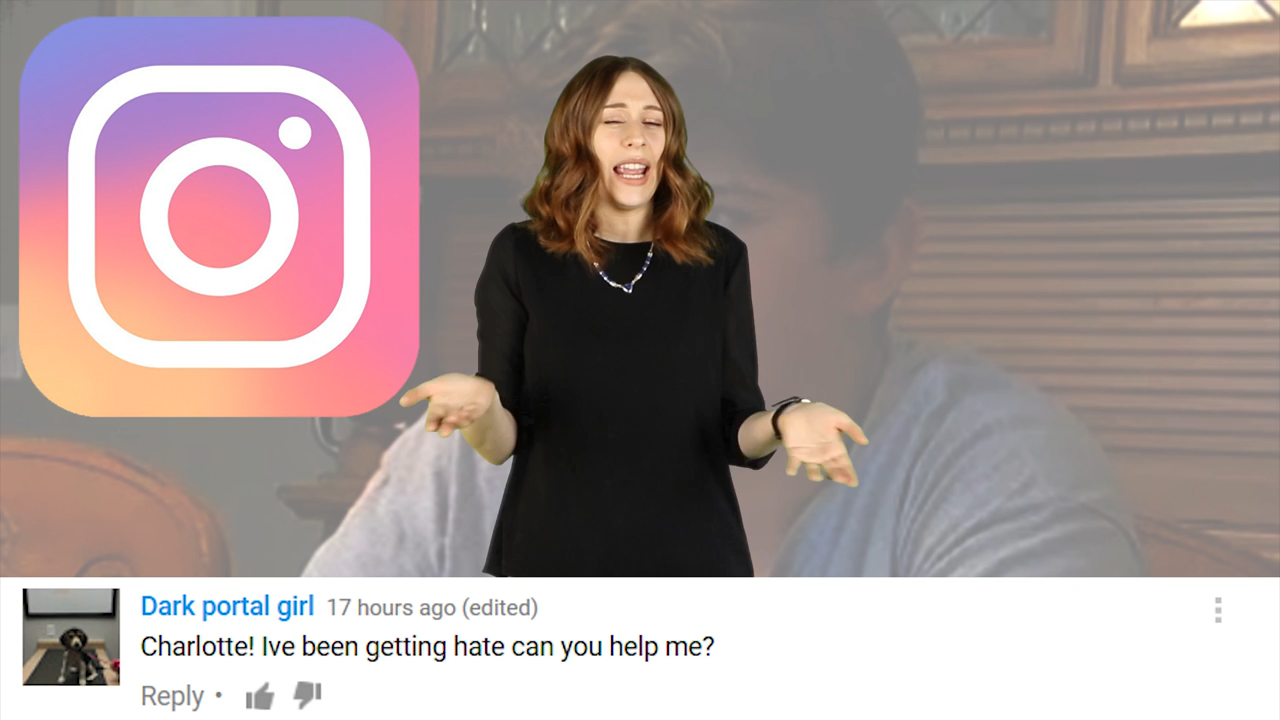 Dark portal girl 17 hours ago (edited)
Charlotte! Ive been getting hate can you help me?
Reply •